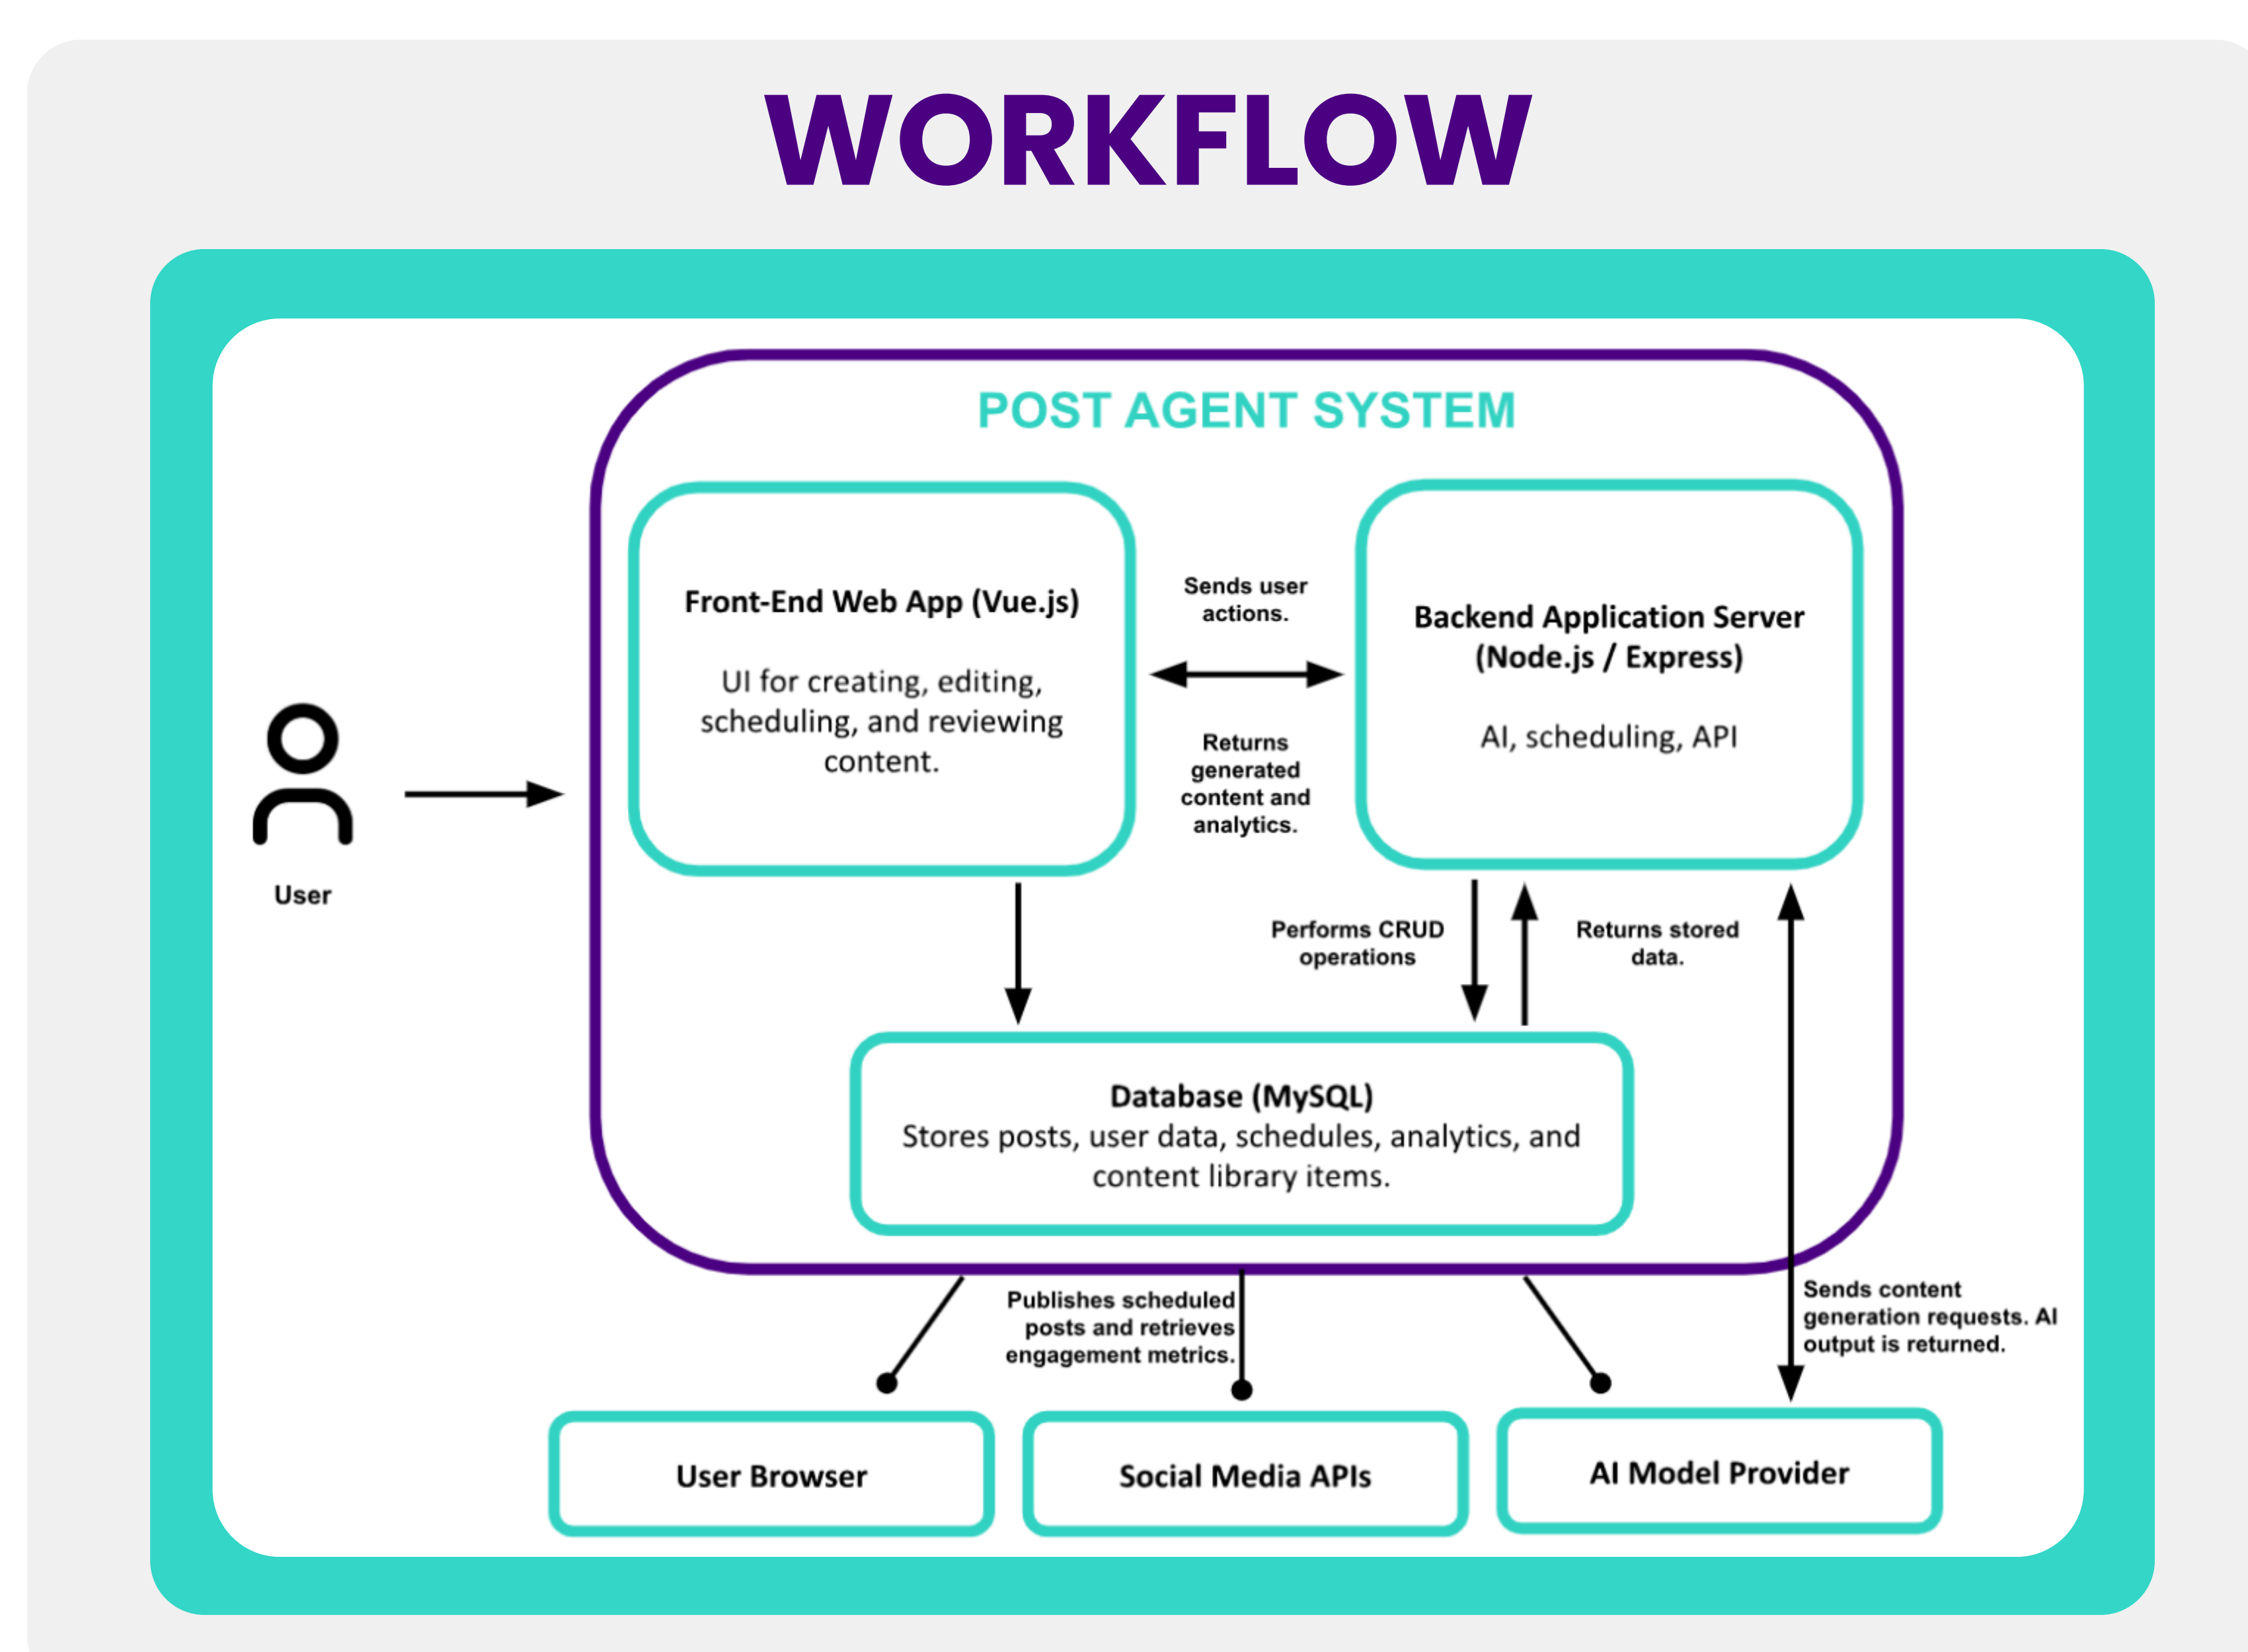 WORKFLOW
POST AGENT SYSTEM
Front-End Web App (Vue.js)
UI for creating, editing,
scheduling, and reviewing
content.
Sends user
actions.
Returns
generated
content and
analytics.
Backend Application Server
(Node.js / Express)
AI, scheduling, API
User
Performs CRUD
operations
Returns stored
data.
Database (MySQL)
Stores posts, user data, schedules, analytics, and
content library items.
Publishes scheduled
posts and retrieves
engagement metrics.
Sends content
generation requests. AI
output is returned.
User Browser
Social Media APIs
AI Model Provider